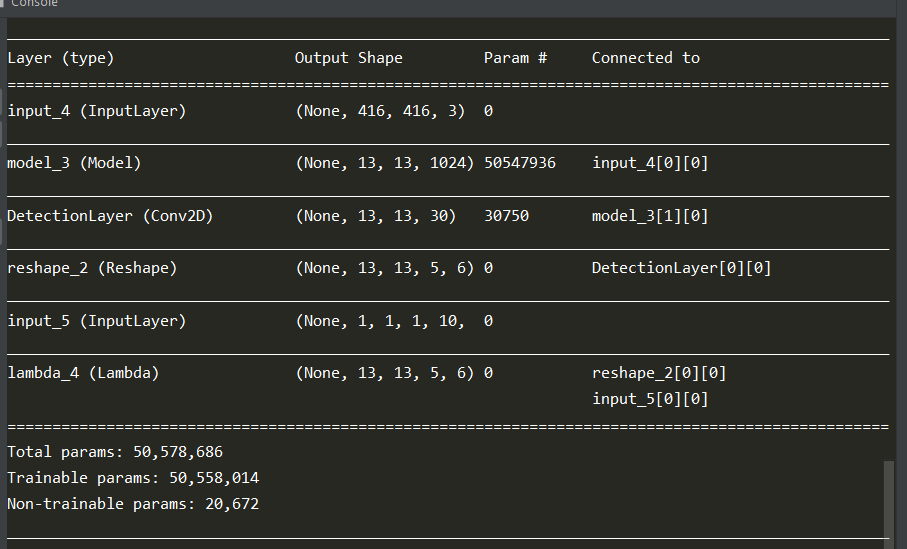 Console
Layer (type) Output Shape Param # Connected to
==================================================================================================
input_4 (InputLayer) (None, 416, 416, 3) 0
model_3 (Model) (None, 13, 13, 1024) 50547936 input_4[0][0]
DetectionLayer (Conv2D) (None, 13, 13, 30) 30750 model_3[1][0]
reshape_2 (Reshape) (None, 13, 13, 5, 6) 0 DetectionLayer[0][0]
input_5 (InputLayer) (None, 1, 1, 1, 10, 0
lambda_4 (Lambda) (None, 13, 13, 5, 6) 0 reshape_2[0][0]
input_5[0][0]
==================================================================================================
Total params: 50,578,686
Trainable params: 50,558,014
Non-trainable params: 20,672